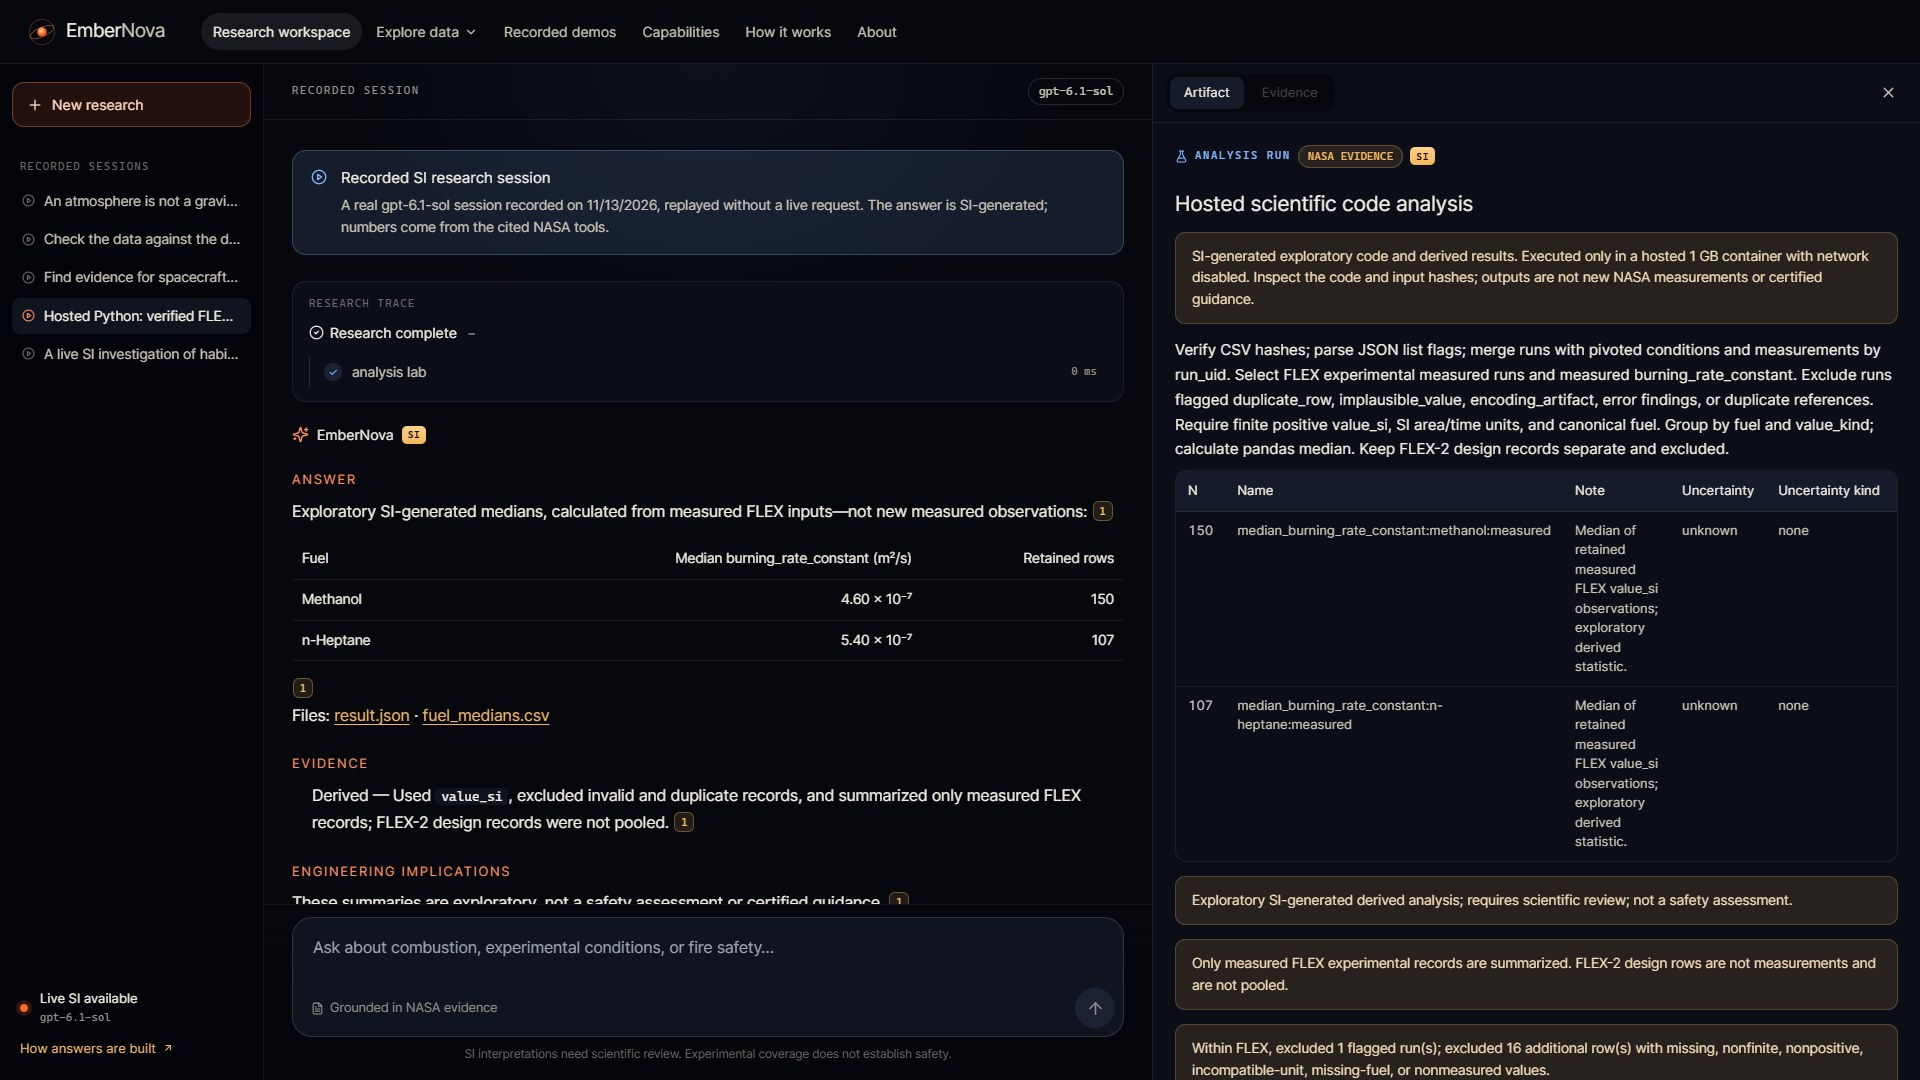 EmberNova
Research workspace
Explore data
Recorded demos
Capabilities
How it works
About
New research
RECORDED SESSIONS
An atmosphere is not a gravi...
Check the data against the d...
Find evidence for spacecraft...
Hosted Python: verified FLE...
A live SI investigation of habi...
Live SI available
gpt-6.1-sol
How answers are built
RECORDED SESSION
gpt-6.1-sol
Recorded SI research session
A real gpt-6.1-sol session recorded on 11/13/2026, replayed without a live request. The answer is SI-generated;
numbers come from the cited NASA tools.
RESEARCH TRACE
Research complete –
analysis lab
0 ms
EmberNova SI
ANSWER
Exploratory SI-generated medians, calculated from measured FLEX inputs—not new measured observations: 1
Fuel Median burning_rate_constant (m²/s) Retained rows
Methanol 4.60 × 10⁻⁷ 150
n-Heptane 5.40 × 10⁻⁷ 107
1
Files: result.json · fuel_medians.csv
EVIDENCE
Derived — Used value_si, excluded invalid and duplicate records, and summarized only measured FLEX
records; FLEX-2 design records were not pooled. 1
ENGINEERING IMPLICATIONS
These summaries are exploratory, not a safety assessment or certified guidance. 1
Ask about combustion, experimental conditions, or fire safety...
Grounded in NASA evidence
SI interpretations need scientific review. Experimental coverage does not establish safety.
Artifact
Evidence
ANALYSIS RUN
NASA EVIDENCE
SI
Hosted scientific code analysis
SI-generated exploratory code and derived results. Executed only in a hosted 1 GB container with network
disabled. Inspect the code and input hashes; outputs are not new NASA measurements or certified
guidance.
Verify CSV hashes; parse JSON list flags; merge runs with pivoted conditions and measurements by
run_uid. Select FLEX experimental measured runs and measured burning_rate_constant. Exclude runs
flagged duplicate_row, implausible_value, encoding_artifact, error findings, or duplicate references.
Require finite positive value_si, SI area/time units, and canonical fuel. Group by fuel and value_kind;
calculate pandas median. Keep FLEX-2 design records separate and excluded.
N Name Note Uncertainty Uncertainty kind
150 median_burning_rate_constant:methanol:measured Median of unknown none
retained
measured
FLEX value_si
observations;
exploratory
derived
statistic.
107 median_burning_rate_constant:n- Median of unknown none
heptane:measured retained
measured
FLEX value_si
observations;
exploratory
derived
statistic.
Exploratory SI-generated derived analysis; requires scientific review; not a safety assessment.
Only measured FLEX experimental records are summarized. FLEX-2 design rows are not measurements and
are not pooled.
Within FLEX, excluded 1 flagged run(s); excluded 16 additional row(s) with missing, nonfinite, nonpositive,
incompatible-unit, missing-fuel, or nonmeasured values.